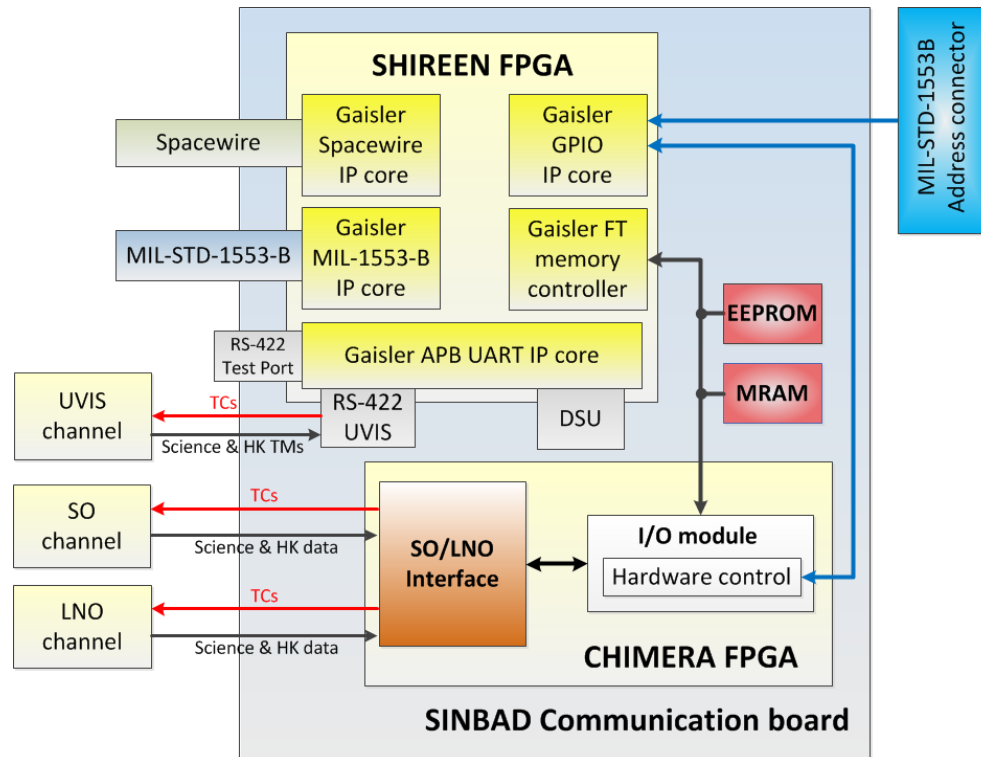 SHIREEN FPGA
Gaisler
Spacewire
IP core
Gaisler
GPIO
IP core
Spacewire
MIL-STD-1553B
Address connector
Gaisler
MIL-1553-B
IP core
Gaisler FT
memory
controller
MIL-STD-1553-B
EEPROM
MRAM
RS-422
Test Port
Gaisler APB UART IP core
UVIS
channel
TCs
Science & HK TMs
RS-422
UVIS
DSU
SO
channel
TCs
Science & HK data
SO/LNO
Interface
I/O module
Hardware control
LNO
channel
TCs
Science & HK data
CHIMERA FPGA
SINBAD Communication board